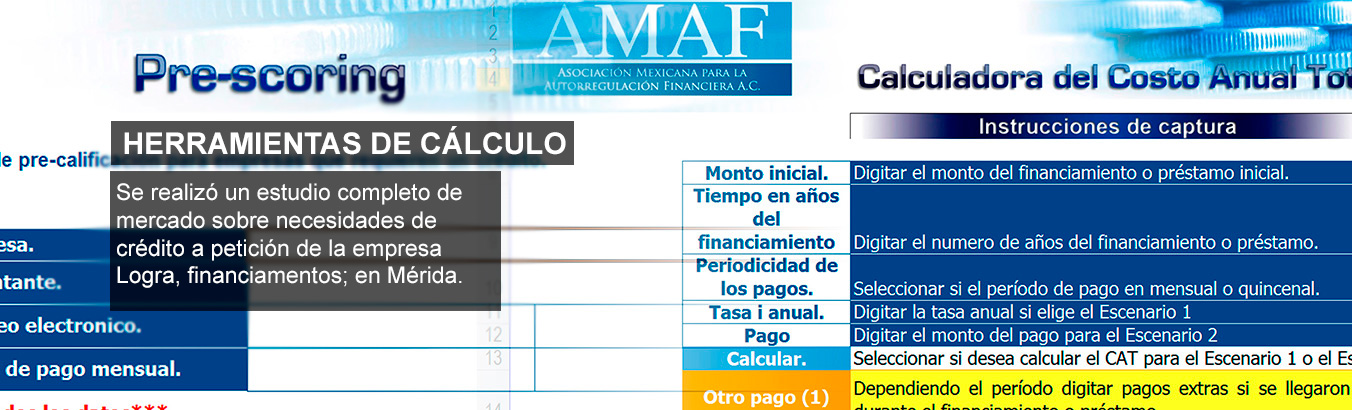 AMAF
ASOCIACIÓN MEXICANA PARA LA
AUTORREGULACIÓN FINANCIERA A.C.
Pre-scoring
HERRAMIENTAS DE CÁLCULO
Se realizó un estudio completo de
mercado sobre necesidades de
crédito a petición de la empresa
Logra, financiamentos; en Mérida.
de pre-calific
esa.
tante.
eo electronico.
de pago mensual.
los datos***
1
2
3
4
11
12
13
14
Calculadora del Costo Anual Tot
Instrucciones de captura
Monto inicial. Digitar el monto del financiamiento o préstamo inicial.
Tiempo en años
del
financiamiento Digitar el numero de años del financiamiento o préstamo.
Periodicidad de
los pagos. Seleccionar si el período de pago en mensual o quincenal.
Tasa i anual. Digitar la tasa anual si elige el Escenario 1
Pago Digitar el monto del pago para el Escenario 2
Calcular. Seleccionar si desea calcular el CAT para el Escenario 1 o el Es
Otro pago (1) Dependiendo el período digitar pagos extras si se llegaron
durante el financiamiento o préstamo.